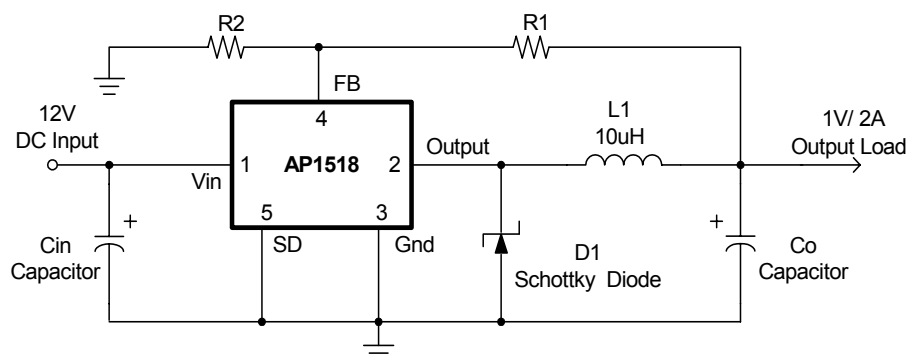 R2
R1
FB
4
12V
DC Input
L1
10uH
1V/ 2A
Output Load
1
AP1518
2
Output
Vin
5
3
SD
Gnd
+
+
Cin
Capacitor
D1
Schottky Diode
Co
Capacitor